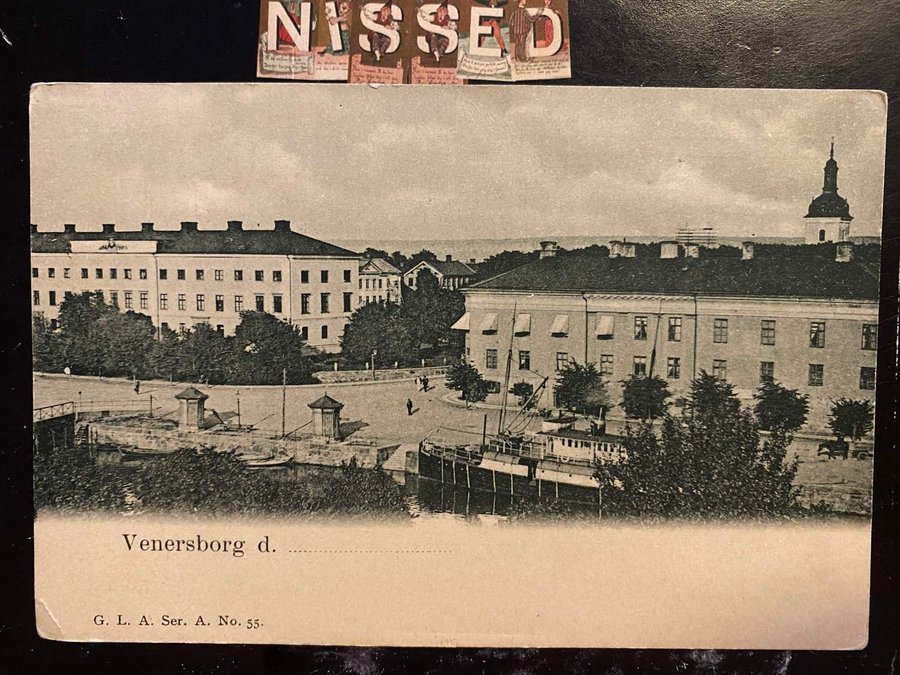 NISSED
Venersborg d. ....................................
G. L. A. Ser. A. No. 55.